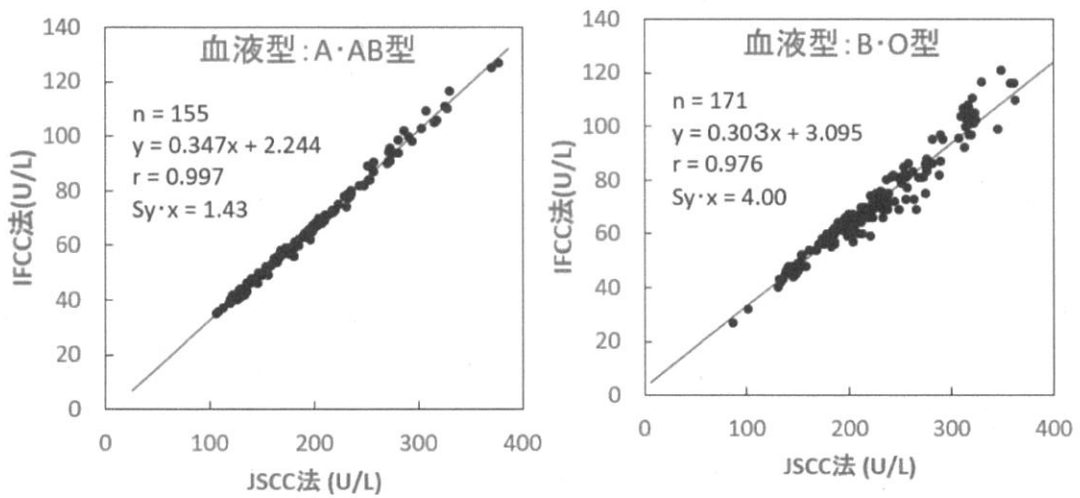 血液型：A・AB型
n = 155
y = 0.347x + 2.244
r = 0.997
Sy・x = 1.43
IFCC法(U/L)
140
120
100
80
60
40
20
0
0 100 200 300 400
JSCC法 (U/L)
血液型：B・O型
n = 171
y = 0.303x + 3.095
r = 0.976
Sy・x = 4.00
IFCC法(U/L)
140
120
100
80
60
40
20
0
0 100 200 300 400
JSCC法 (U/L)